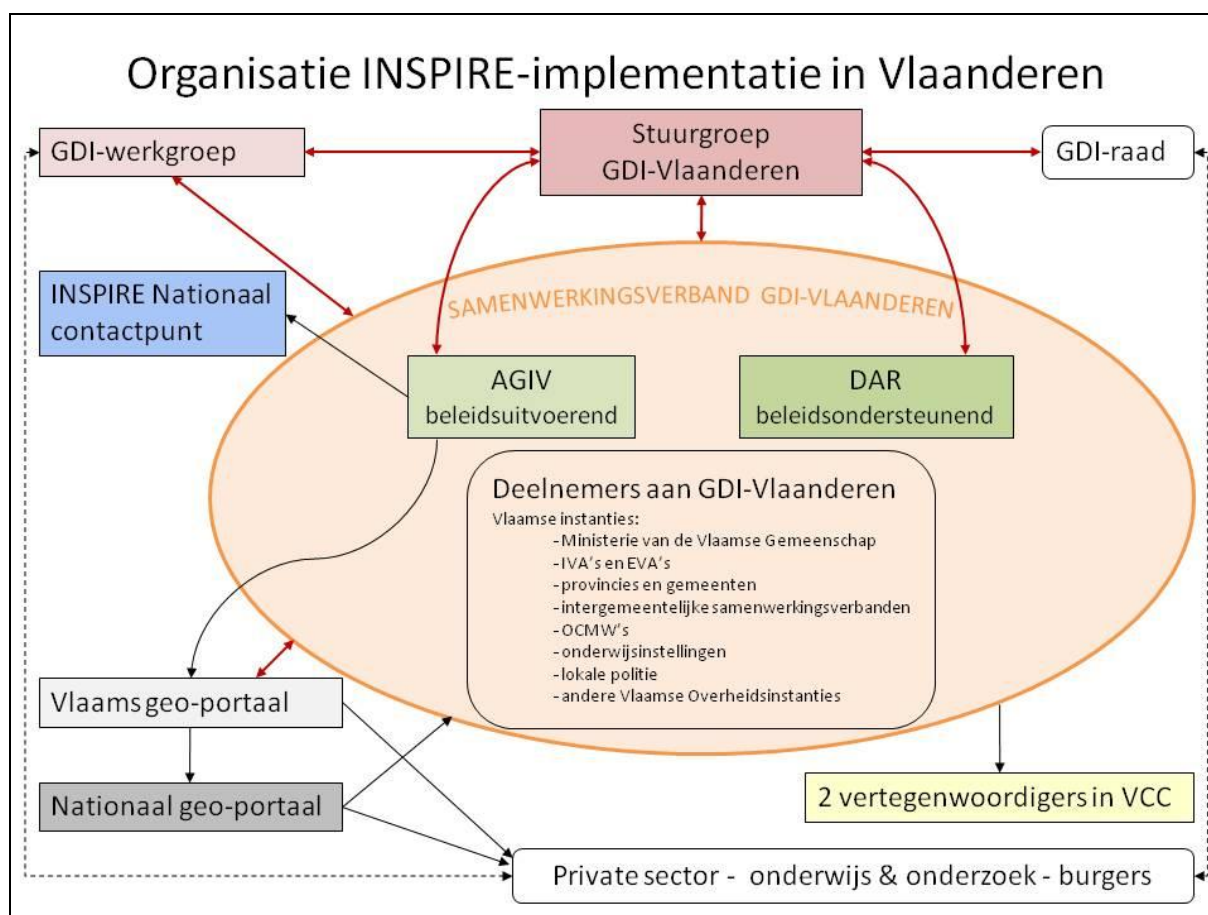 Organisatie INSPIRE-implementatie in Vlaanderen
GDI-werkgroep
Stuurgroep
GDI-Vlaanderen
GDI-raad
INSPIRE Nationaal
contactpunt
SAMENWERKINGSVERBAND GDI-VLAANDEREN
AGIV
beleidsuitvoerend
DAR
beleidsondersteunend
Deelnemers aan GDI-Vlaanderen
Vlaamse instanties:
-Ministerie van de Vlaamse Gemeenschap
-IVA's en EVA's
-provincies en gemeenten
-intergemeentelijke samenwerkingsverbanden
-OCMW's
-onderwijsinstellingen
-lokale politie
-andere Vlaamse Overheidsinstanties
Vlaams geo-portaal
Nationaal geo-portaal
2 vertegenwoordigers in VCC
Private sector - onderwijs & onderzoek - burgers